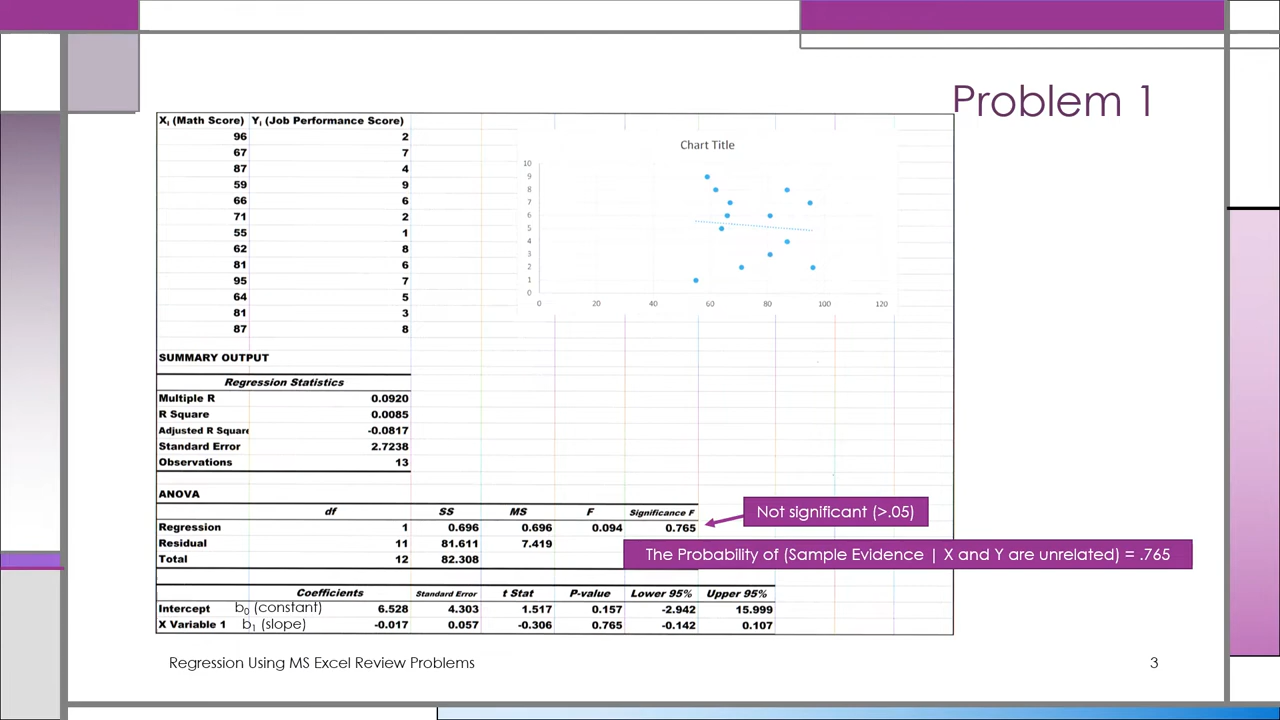 Problem 1
Xi (Math Score) Yi (Job Performance Score)
96 2
67 7
87 4
59 9
66 6
71 2
55 1
62 8
81 6
95 7
64 5
81 3
87 8
Chart Title
10
9
8
7
6
5
4
3
2
1
0
0 20 40 60 80 100 120
SUMMARY OUTPUT
Regression Statistics
Multiple R 0.0920
R Square 0.0085
Adjusted R Square -0.0817
Standard Error 2.7238
Observations 13
ANOVA
df SS MS F Significance F
Regression 1 0.696 0.696 0.094 0.765
Residual 11 81.611 7.419
Total 12 82.308
Not significant (>.05)
The Probability of (Sample Evidence | X and Y are unrelated) = .765
Coefficients Standard Error t Stat P-value Lower 95% Upper 95%
Intercept b0 (constant) 6.528 4.303 1.517 0.157 -2.942 15.999
X Variable 1 b1 (slope) -0.017 0.057 -0.306 0.765 -0.142 0.107
Regression Using MS Excel Review Problems
3